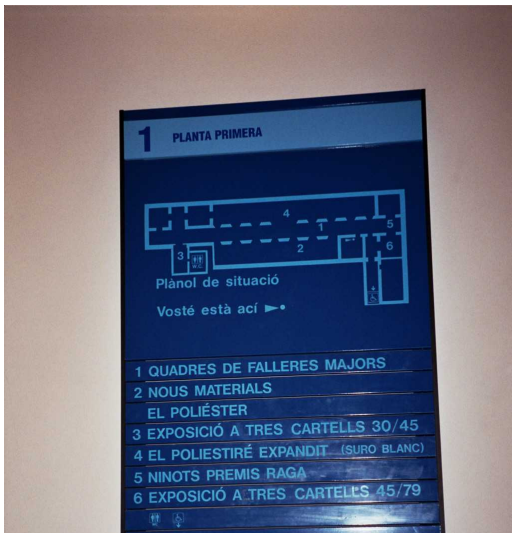 1 PLANTA PRIMERA
4
1
5
2
6
3
Plànol de situació
Vosté està ací
1 QUADRES DE FALLERES MAJORS
2 NOUS MATERIALS
EL POLIÉSTER
3 EXPOSICIÓ A TRES CARTELLS 30/45
4 EL POLIESTIRÉ EXPANDIT (SURO BLANC)
5 NINOTS PREMIS RAGA
6 EXPOSICIÓ A TRES CARTELLS 45/79